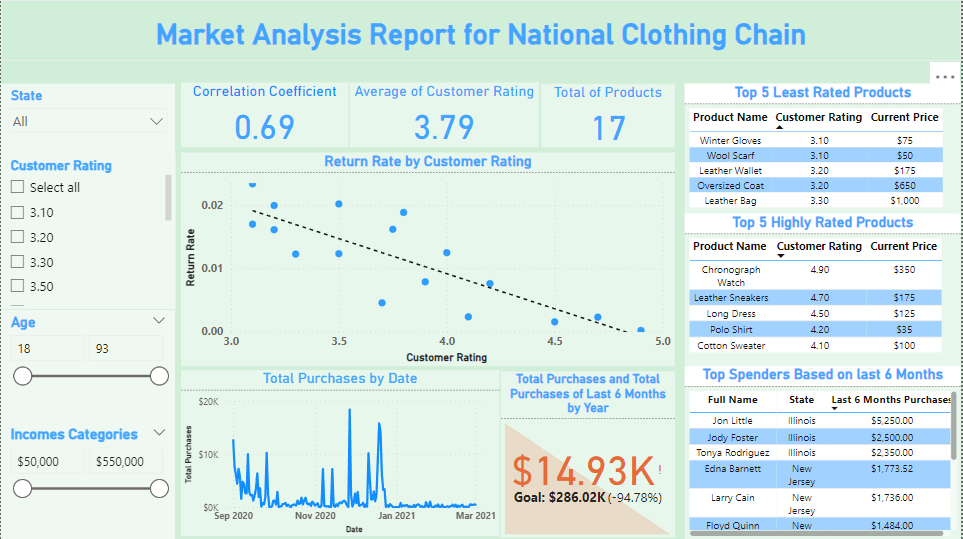 Market Analysis Report for National Clothing Chain
State
All
Customer Rating
Select all
3.10
3.20
3.30
3.50
Age
18 93
Incomes Categories
$50,000 $550,000
Correlation Coefficient
0.69
Average of Customer Rating
3.79
Total of Products
17
Return Rate by Customer Rating
Return Rate
0.02
0.01
0.00
3.0 3.5 4.0 4.5 5.0
Customer Rating
Total Purchases by Date
Total Purchases
$20K
$10K
$0K
Sep 2020 Nov 2020 Jan 2021 Mar 2021
Date
Total Purchases and Total
Purchases of Last 6 Months
by Year
$14.93K!
Goal: $286.02K (-94.78%)
Top 5 Least Rated Products
Product Name Customer Rating Current Price
Winter Gloves 3.10 $75
Wool Scarf 3.10 $50
Leather Wallet 3.20 $175
Oversized Coat 3.20 $650
Leather Bag 3.30 $1,000
Top 5 Highly Rated Products
Product Name Customer Rating Current Price
Chronograph
Watch 4.90 $350
Leather Sneakers 4.70 $175
Long Dress 4.50 $125
Polo Shirt 4.20 $35
Cotton Sweater 4.10 $100
Top Spenders Based on last 6 Months
Full Name State Last 6 Months Purchases
Jon Little Illinois $5,250.00
Jody Foster Illinois $2,500.00
Tonya Rodriguez Illinois $2,350.00
Edna Barnett New
Jersey $1,773.52
Larry Cain New
Jersey $1,736.00
Floyd Quinn New $1,484.00